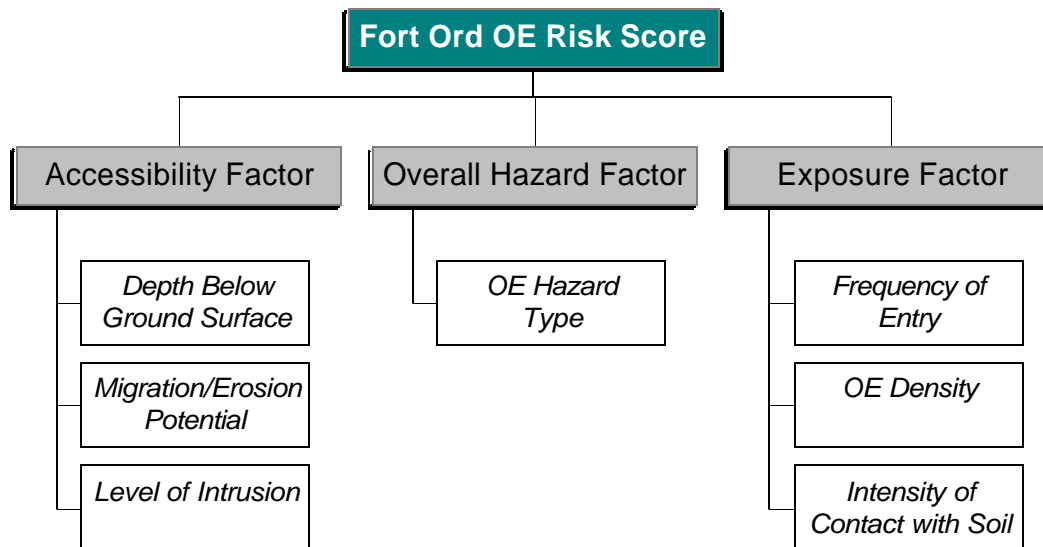 Fort Ord OE Risk Score
Accessibility Factor
Overall Hazard Factor
Exposure Factor
Depth Below
Ground Surface
Migration/Erosion
Potential
Level of Intrusion
OE Hazard
Type
Frequency of
Entry
OE Density
Intensity of
Contact with Soil